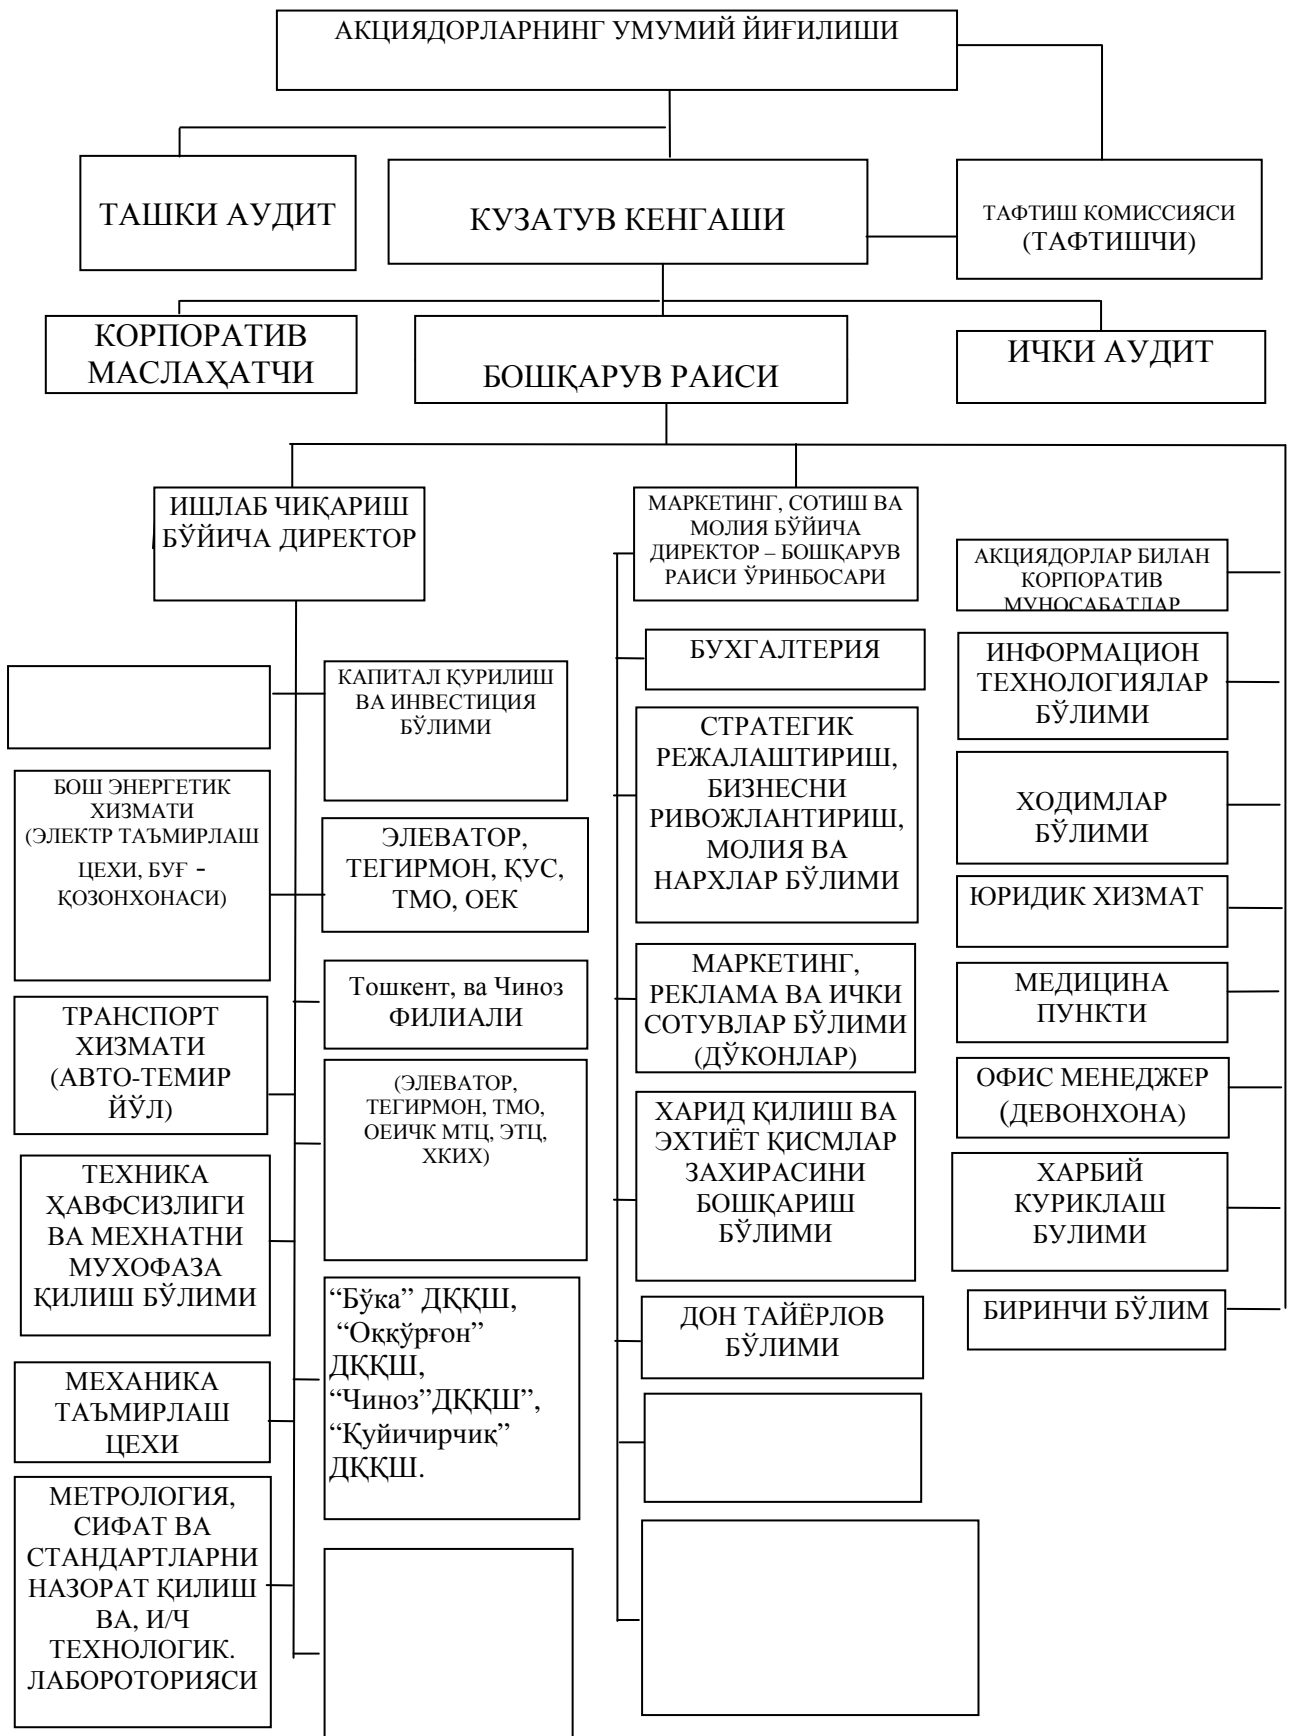 АКЦИЯДОРЛАРНИНГ УМУМИЙ ЙИҒИЛИШИ
ТАШКИ АУДИТ
КУЗАТУВ КЕНГАШИ
ТАФТИШ КОМИССИЯСИ
(ТАФТИШЧИ)
КОРПОРАТИВ
МАСЛАҲАТЧИ
БОШҚАРУВ РАИСИ
ИЧКИ АУДИТ
ИШЛАБ ЧИҚАРИШ
БЎЙИЧА ДИРЕКТОР
МАРКЕТИНГ, СОТИШ ВА
МОЛИЯ БЎЙИЧА
ДИРЕКТОР – БОШҚАРУВ
РАИСИ ЎРИНБОСАРИ
АКЦИЯДОРЛАР БИЛАН
КОРПОРАТИВ
МУНОСАБАТЛАР
КАПИТАЛ ҚУРИЛИШ
ВА ИНВЕСТИЦИЯ
БЎЛИМИ
БОШ ЭНЕРГЕТИК
ХИЗМАТИ
(ЭЛЕКТР ТАЪМИРЛАШ
ЦЕХИ, БУҒ -
ҚОЗОНХОНАСИ)
ЭЛЕВАТОР,
ТЕГИРМОН, ҚУС,
ТМО, ОЕК
ТРАНСПОРТ
ХИЗМАТИ
(АВТО-ТЕМИР
ЙЎЛ)
Тошкент, ва Чиноз
ФИЛИАЛИ
(ЭЛЕВАТОР,
ТЕГИРМОН, ТМО,
ОЕИЧК МТЦ, ЭТЦ,
ХКИХ)
ТЕХНИКА
ҲАВФСИЗЛИГИ
ВА МЕХНАТНИ
МУХОФАЗА
ҚИЛИШ БЎЛИМИ
“Бўка” ДҚҚШ,
“Оққўрғон”
ДҚҚШ,
“Чиноз”ДҚҚШ”,
“Қуйичирчиқ”
ДҚҚШ.
МЕХАНИКА
ТАЪМИРЛАШ
ЦЕХИ
МЕТРОЛОГИЯ,
СИФАТ ВА
СТАНДАРТЛАРНИ
НАЗОРАТ ҚИЛИШ
ВА, И/Ч
ТЕХНОЛОГИК.
ЛАБОРОТОРИЯСИ
БУХГАЛТЕРИЯ
СТРАТЕГИК
РЕЖАЛАШТИРИШ,
БИЗНЕСНИ
РИВОЖЛАНТИРИШ,
МОЛИЯ ВА
НАРХЛАР БЎЛИМИ
МАРКЕТИНГ,
РЕКЛАМА ВА ИЧКИ
СОТУВЛАР БЎЛИМИ
(ДЎКОНЛАР)
ХАРИД ҚИЛИШ ВА
ЭХТИЁТ ҚИСМЛАР
ЗАХИРАСИНИ
БОШҚАРИШ
БЎЛИМИ
ДОН ТАЙЁРЛОВ
БЎЛИМИ
ИНФОРМАЦИОН
ТЕХНОЛОГИЯЛАР
БЎЛИМИ
ХОДИМЛАР
БЎЛИМИ
ЮРИДИК ХИЗМАТ
МЕДИЦИНА
ПУНКТИ
ОФИС МЕНЕДЖЕР
(ДЕВОНХОНА)
ХАРБИЙ
КУРИКЛАШ
БУЛИМИ
БИРИНЧИ БЎЛИМ